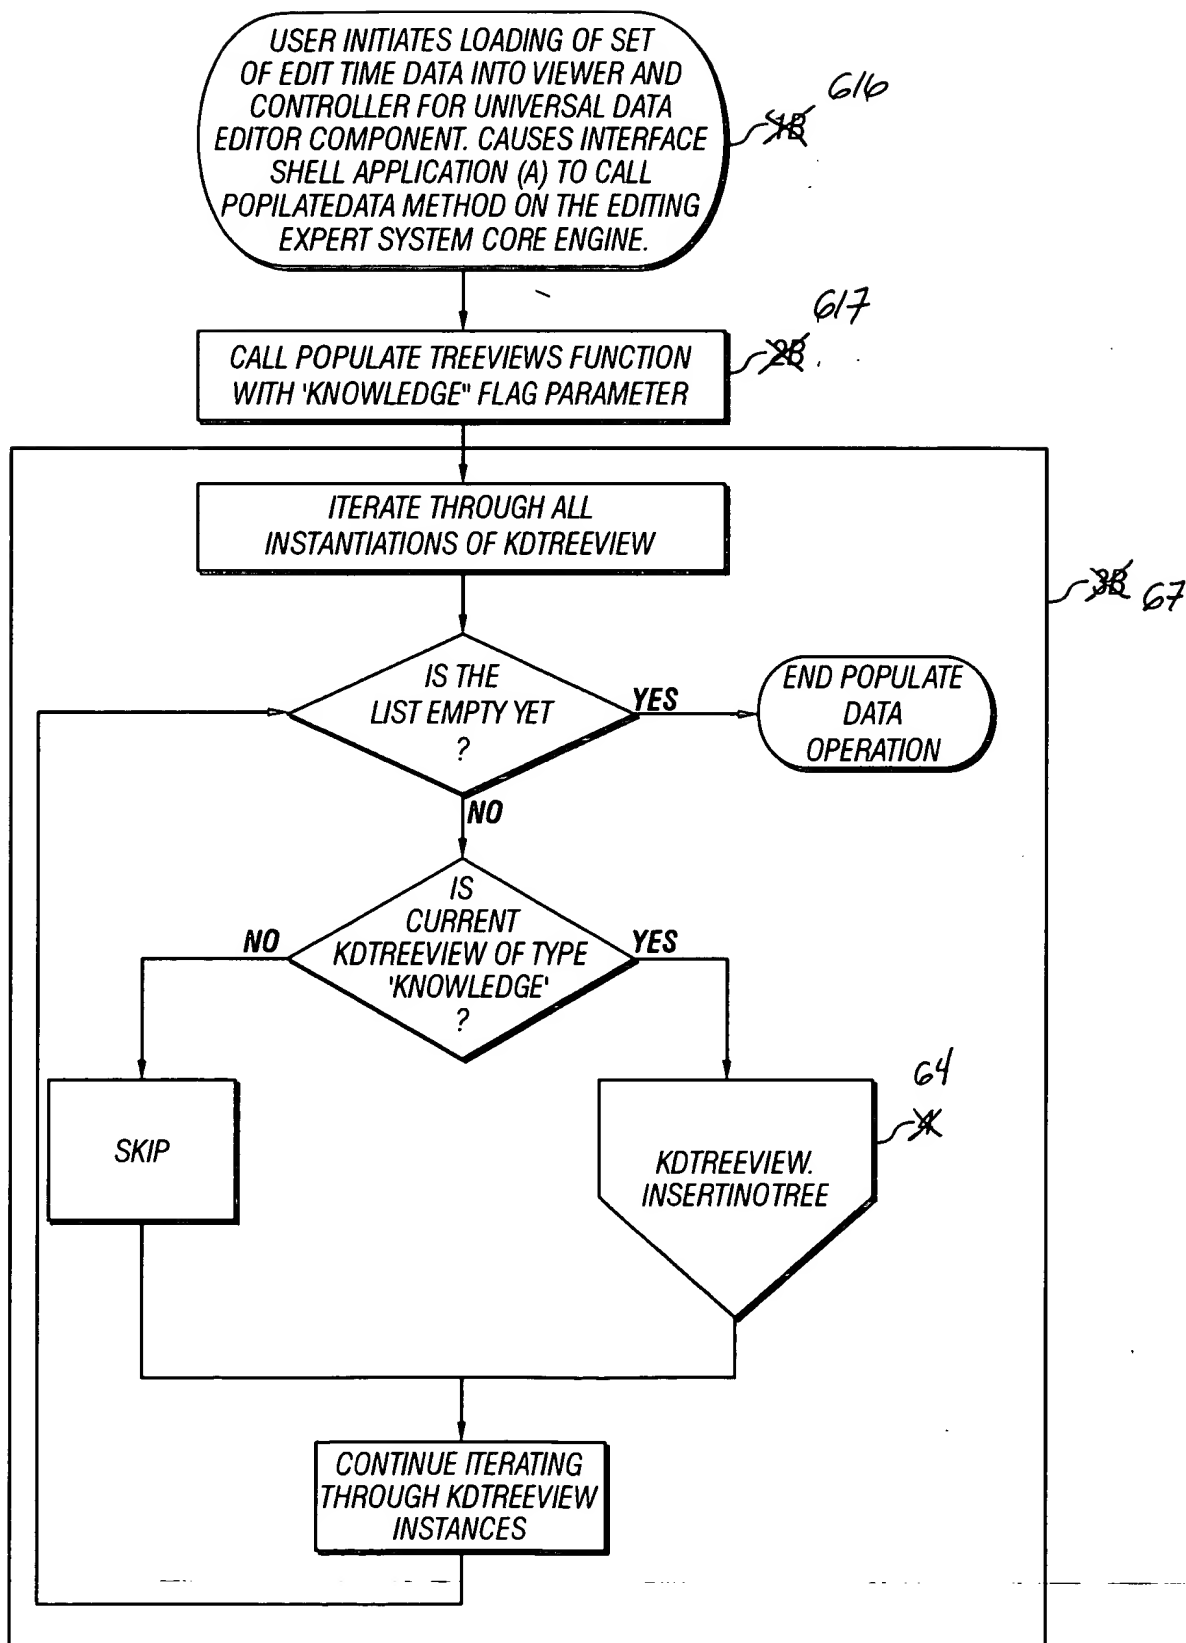 USER INITIATES LOADING OF SET
OF EDIT TIME DATA INTO VIEWER AND
CONTROLLER FOR UNIVERSAL DATA
EDITOR COMPONENT. CAUSES INTERFACE
SHELL APPLICATION (A) TO CALL
POPILATEDATA METHOD ON THE EDITING
EXPERT SYSTEM CORE ENGINE.
1B 616
CALL POPULATE TREEVIEWS FUNCTION
WITH 'KNOWLEDGE" FLAG PARAMETER
2B 617
ITERATE THROUGH ALL
INSTANTIATIONS OF KDTREEVIEW
3B 67
IS THE
LIST EMPTY YET
?
YES
END POPULATE
DATA
OPERATION
NO
IS
CURRENT
KDTREEVIEW OF TYPE
'KNOWLEDGE'
?
NO
YES
SKIP
KDTREEVIEW.
INSERTINOTREE
64
4
CONTINUE ITERATING
THROUGH KDTREEVIEW
INSTANCES